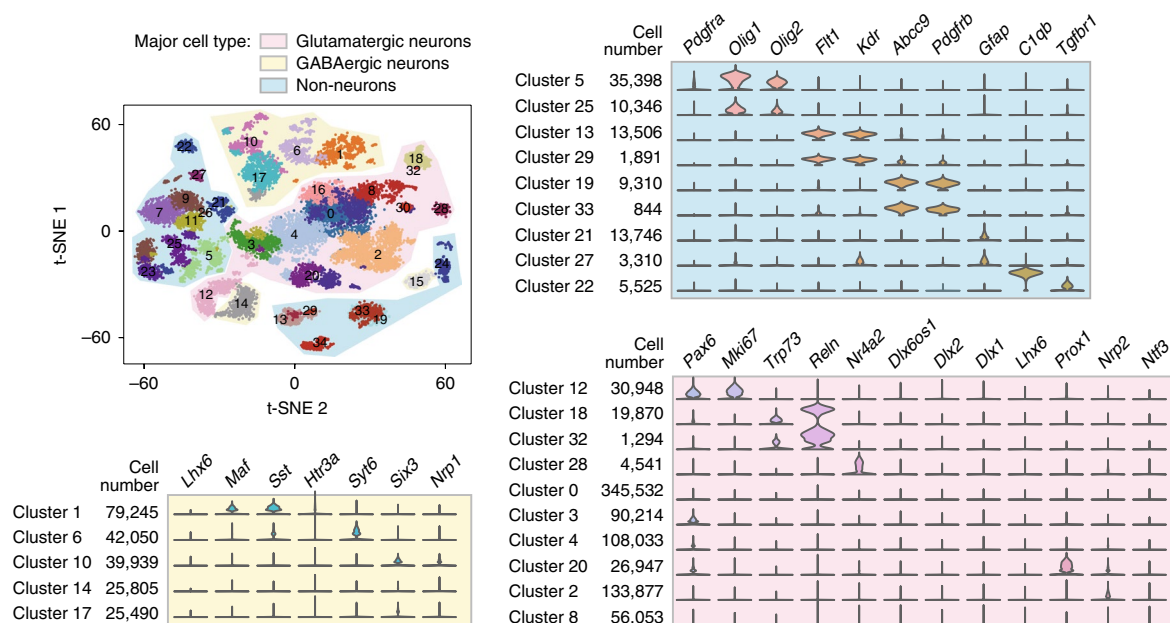 Major cell type:
Glutamatergic neurons
GABAergic neurons
Non-neurons
t-SNE 1
60
0
−60
−60 0 60
t-SNE 2
22
10
6
1
18
32
27
17
9
21
16
8
7
26
11
0
30
28
25
3
4
5
2
23
20
24
12
14
15
13
29
33
19
34
Cell
number
Pdgfra Olig1 Olig2 Flt1 Kdr Abcc9 Pdgfrb Gfap C1qb Tgfbr1
Cluster 5 35,398
Cluster 25 10,346
Cluster 13 13,506
Cluster 29 1,891
Cluster 19 9,310
Cluster 33 844
Cluster 21 13,746
Cluster 27 3,310
Cluster 22 5,525
Cell
number
Pax6 Mki67 Trp73 Reln Nr4a2 Dlx6os1 Dlx2 Dlx1 Lhx6 Prox1 Nrp2 Ntf3
Cluster 12 30,948
Cluster 18 19,870
Cluster 32 1,294
Cluster 28 4,541
Cluster 0 345,532
Cluster 3 90,214
Cluster 4 108,033
Cluster 20 26,947
Cluster 2 133,877
Cluster 8 56,053
Cell
number
Lhx6 Maf Sst Htr3a Syt6 Six3 Nrp1
Cluster 1 79,245
Cluster 6 42,050
Cluster 10 39,939
Cluster 14 25,805
Cluster 17 25,490